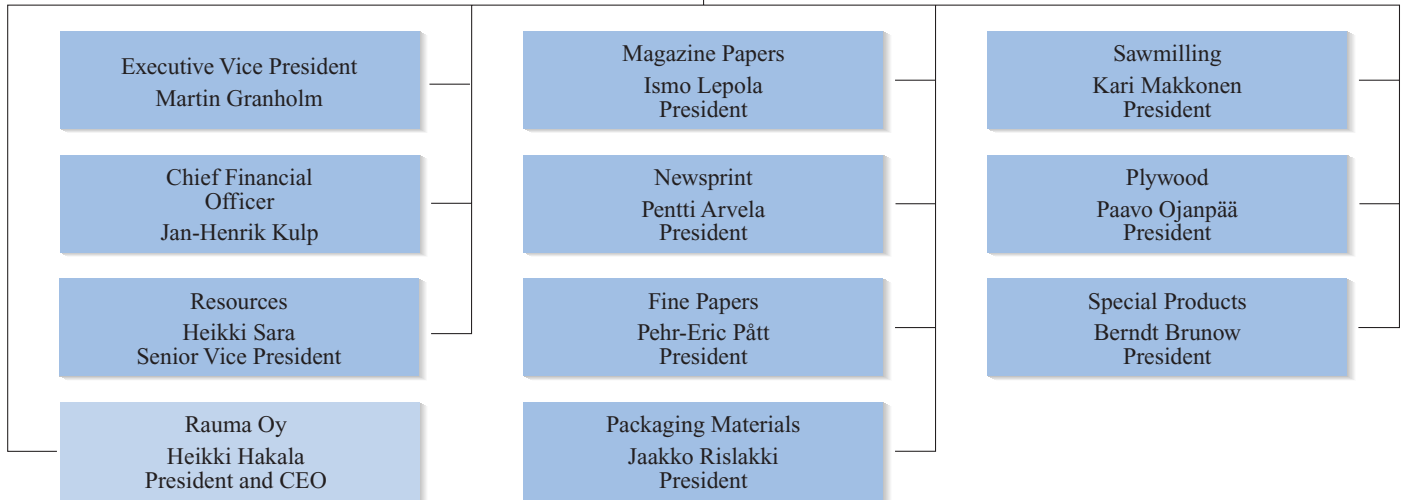 Executive Vice President
Martin Granholm
Chief Financial
Officer
Jan-Henrik Kulp
Resources
Heikki Sara
Senior Vice President
Rauma Oy
Heikki Hakala
President and CEO
Magazine Papers
Ismo Lepola
President
Newsprint
Pentti Arvela
President
Fine Papers
Pehr-Eric Pått
President
Packaging Materials
Jaakko Rislakki
President
Sawmilling
Kari Makkonen
President
Plywood
Paavo Ojanpää
President
Special Products
Berndt Brunow
President